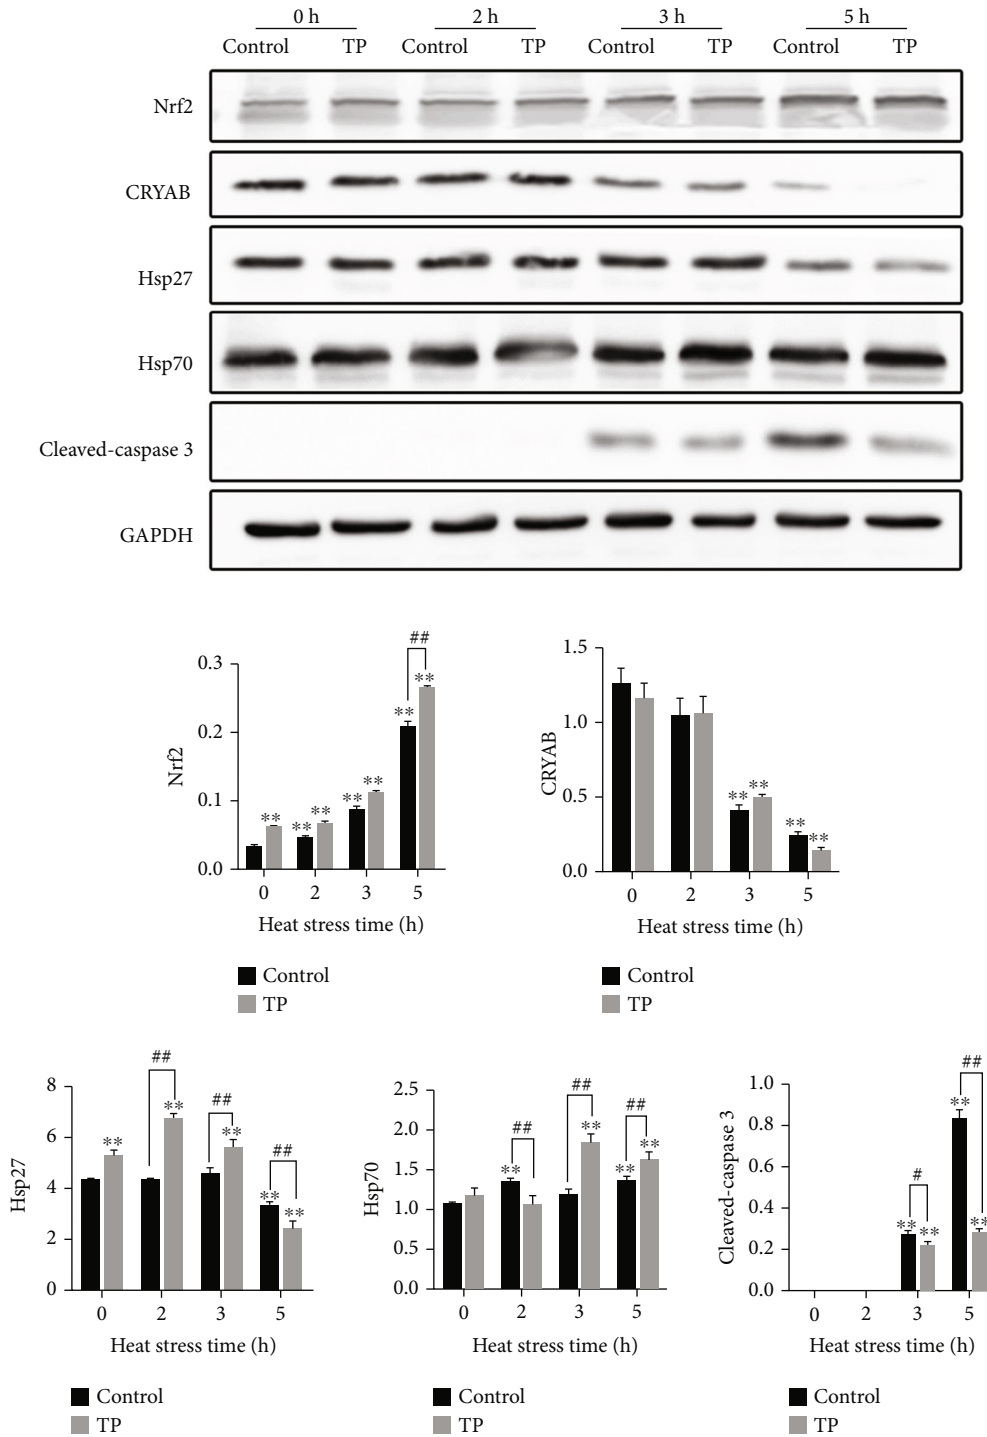 0 h 2 h 3 h 5 h
Control TP Control TP Control TP Control TP
Nrf2
CRYAB
Hsp27
Hsp70
Cleaved-caspase 3
GAPDH
Nrf2
0.3
0.2
0.1
0.0
** ** ** ** ** ** **
##
0 2 3 5
Heat stress time (h)
Control
TP
CRYAB
1.5
1.0
0.5
0.0
** ** ** **
0 2 3 5
Heat stress time (h)
Control
TP
Hsp27
8
6
4
2
0
## ## ##
** ** ** ** **
0 2 3 5
Heat stress time (h)
Control
TP
Hsp70
2.5
2.0
1.5
1.0
0.5
0.0
## ## ##
** ** ** **
0 2 3 5
Heat stress time (h)
Control
TP
Cleaved-caspase 3
1.0
0.8
0.6
0.4
0.2
0.0
# ##
** ** ** **
0 2 3 5
Heat stress time (h)
Control
TP